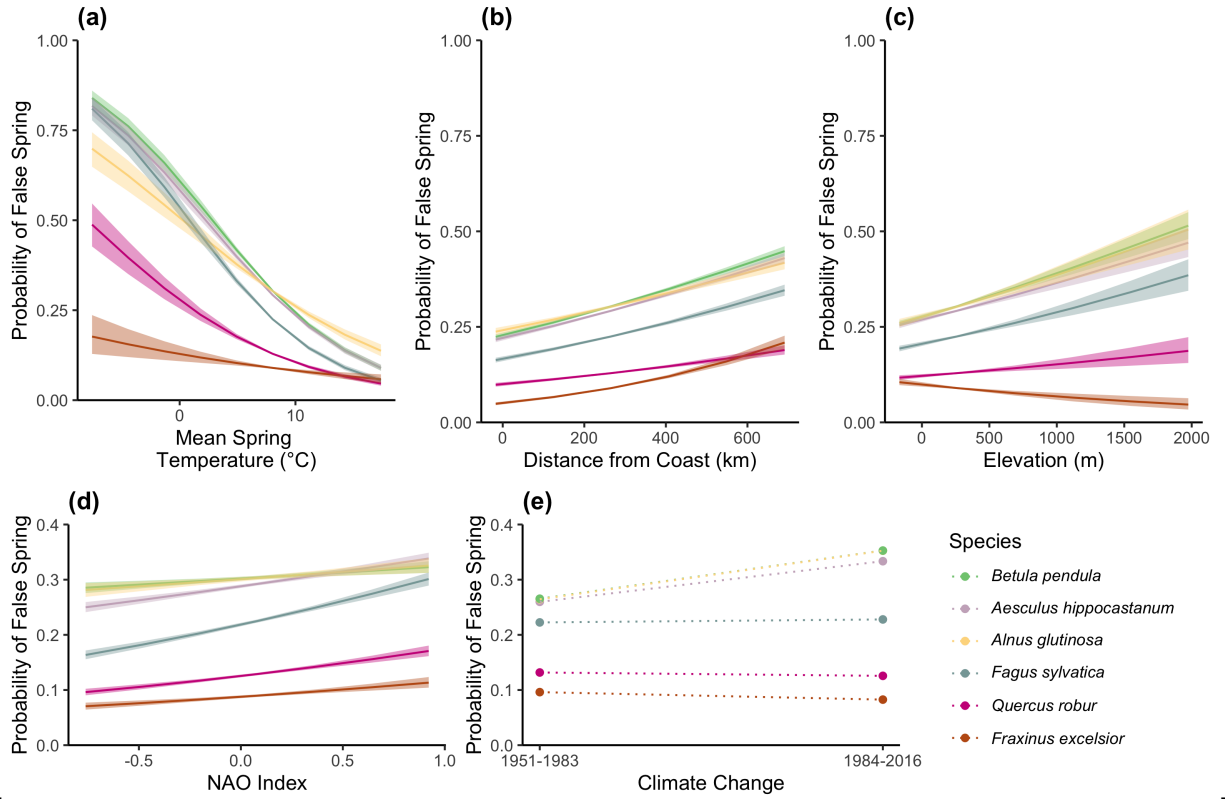 (a)
Probability of False Spring
1.00
0.75
0.50
0.25
0.00
0
10
Mean Spring
Temperature (°C)
(b)
Probability of False Spring
1.00
0.75
0.50
0.25
0.00
0
200
400
600
Distance from Coast (km)
(c)
Probability of False Spring
1.00
0.75
0.50
0.25
0.00
0
500
1000
1500
2000
Elevation (m)
(d)
Probability of False Spring
0.4
0.3
0.2
0.1
0.0
-0.5
0.0
0.5
1.0
NAO Index
(e)
Probability of False Spring
0.4
0.3
0.2
0.1
0.0
1951-1983
1984-2016
Climate Change
Species
Betula pendula
Aesculus hippocastanum
Alnus glutinosa
Fagus sylvatica
Quercus robur
Fraxinus excelsior